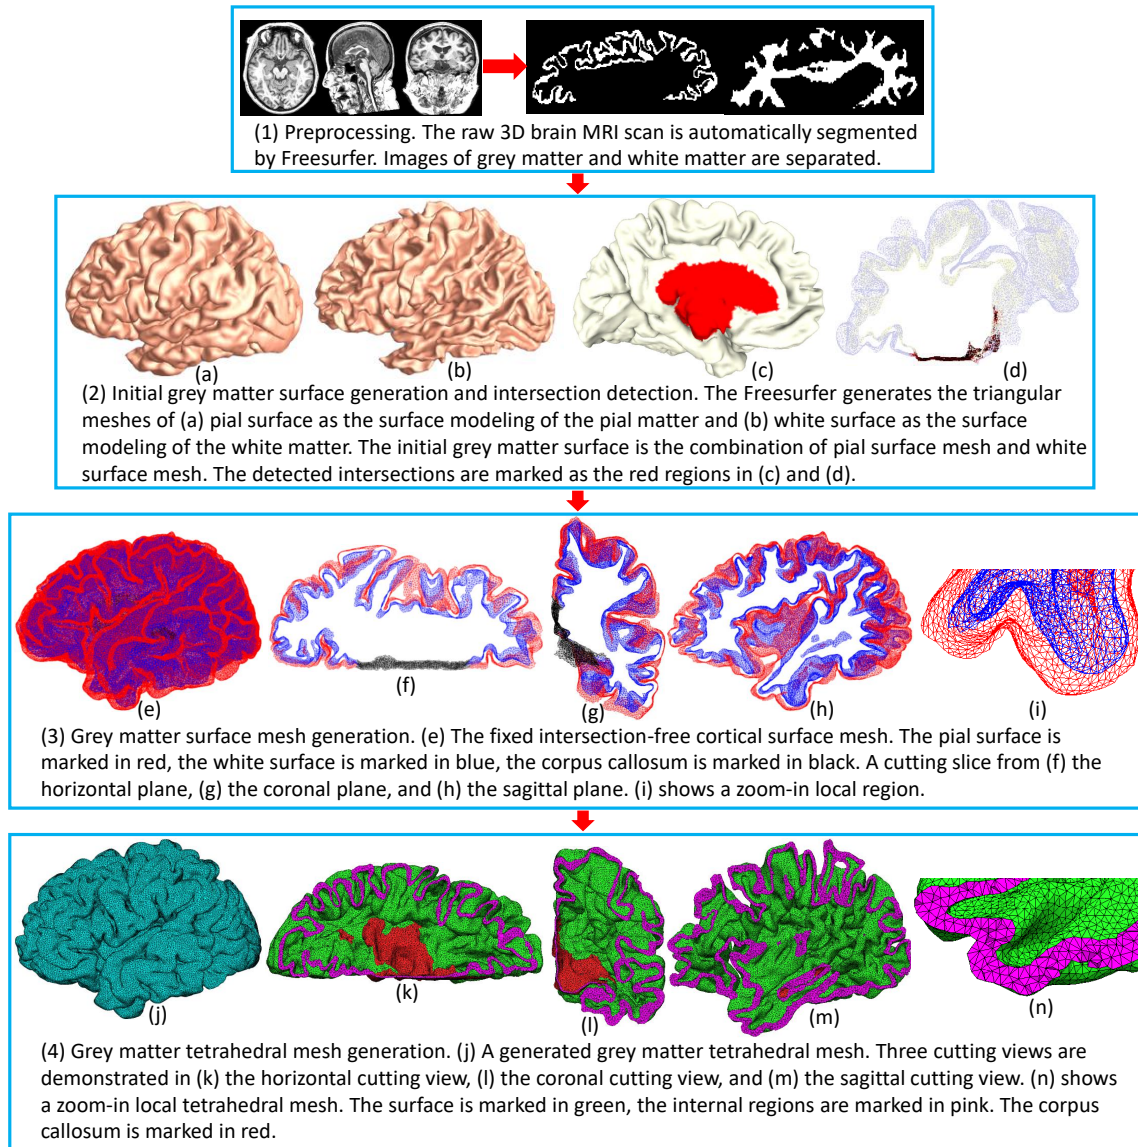 (1) Preprocessing. The raw 3D brain MRI scan is automatically segmented
by Freesurfer. Images of grey matter and white matter are separated.
(a)
(b)
(c)
(d)
(2) Initial grey matter surface generation and intersection detection. The Freesurfer generates the triangular
meshes of (a) pial surface as the surface modeling of the pial matter and (b) white surface as the surface
modeling of the white matter. The initial grey matter surface is the combination of pial surface mesh and white
surface mesh. The detected intersections are marked as the red regions in (c) and (d).
(e)
(f)
(g)
(h)
(i)
(3) Grey matter surface mesh generation. (e) The fixed intersection-free cortical surface mesh. The pial surface is
marked in red, the white surface is marked in blue, the corpus callosum is marked in black. A cutting slice from (f) the
horizontal plane, (g) the coronal plane, and (h) the sagittal plane. (i) shows a zoom-in local region.
(j)
(k)
(l)
(m)
(n)
(4) Grey matter tetrahedral mesh generation. (j) A generated grey matter tetrahedral mesh. Three cutting views are
demonstrated in (k) the horizontal cutting view, (l) the coronal cutting view, and (m) the sagittal cutting view. (n) shows
a zoom-in local tetrahedral mesh. The surface is marked in green, the internal regions are marked in pink. The corpus
callosum is marked in red.